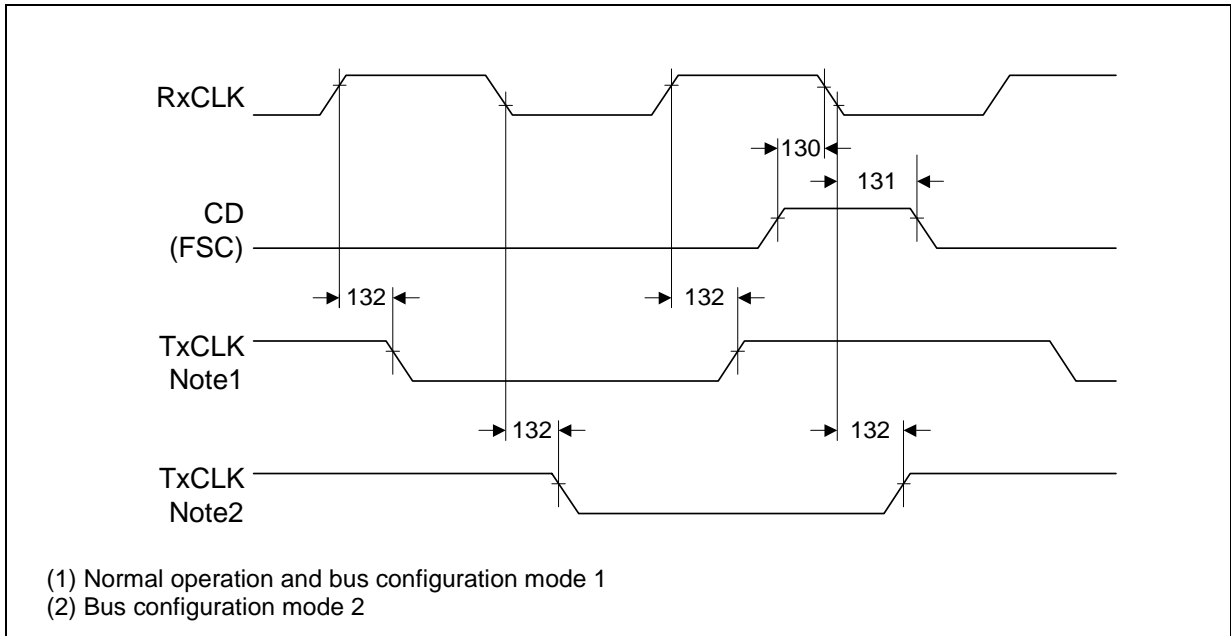 RxCLK
130
131
CD
(FSC)
132
132
TxCLK
Note1
132
132
TxCLK
Note2
(1) Normal operation and bus configuration mode 1
(2) Bus configuration mode 2